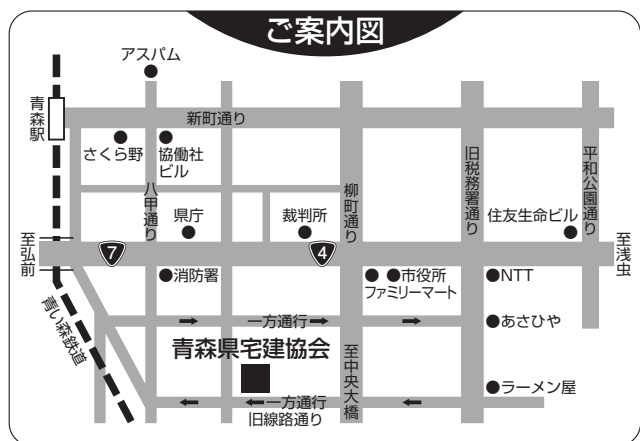 ご案内図
アスパム
青森駅
新町通り
さくら野
協働社
ビル
八甲通り
県庁
裁判所
柳町通り
旧税務署通り
住友生命ビル
平和公園通り
至弘前
7
4
至浅虫
消防署
市役所
ファミリーマート
NTT
青い森鉄道
一方通行
あさひや
青森県宅建協会
至中央大橋
一方通行
旧線路通り
ラーメン屋